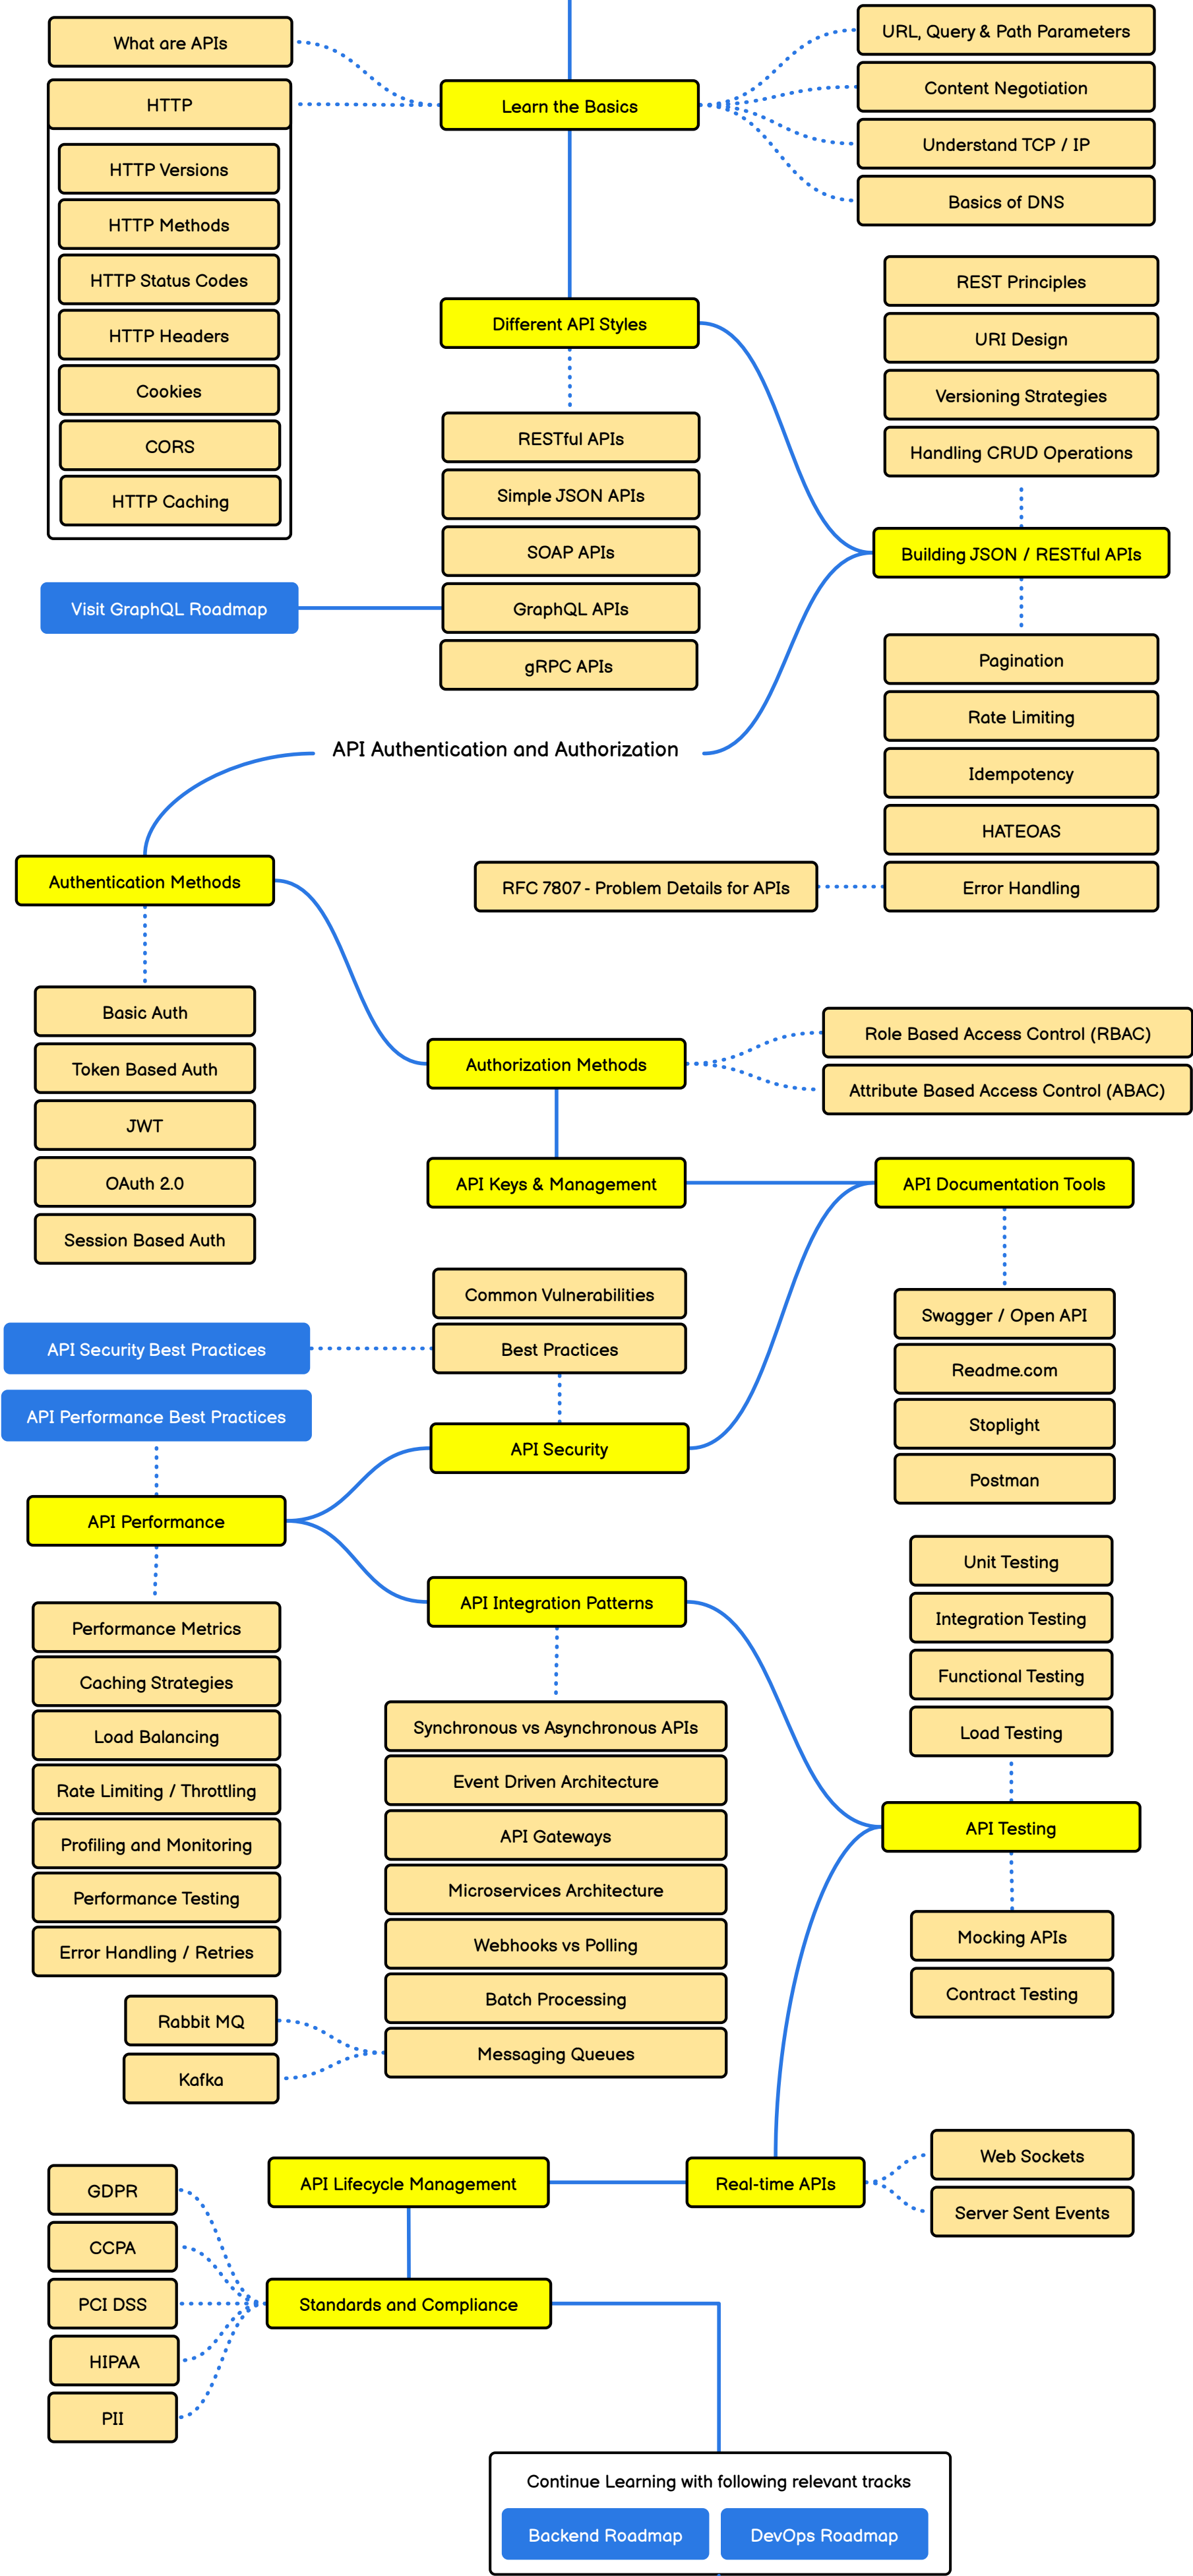 What are APIs
HTTP
HTTP Versions
HTTP Methods
HTTP Status Codes
HTTP Headers
Cookies
CORS
HTTP Caching
Learn the Basics
URL, Query & Path Parameters
Content Negotiation
Understand TCP / IP
Basics of DNS
Different API Styles
RESTful APIs
Simple JSON APIs
SOAP APIs
GraphQL APIs
gRPC APIs
Visit GraphQL Roadmap
REST Principles
URI Design
Versioning Strategies
Handling CRUD Operations
Building JSON / RESTful APIs
Pagination
Rate Limiting
Idempotency
HATEOAS
Error Handling
RFC 7807 - Problem Details for APIs
API Authentication and Authorization
Authentication Methods
Basic Auth
Token Based Auth
JWT
OAuth 2.0
Session Based Auth
Authorization Methods
Role Based Access Control (RBAC)
Attribute Based Access Control (ABAC)
API Keys & Management
API Documentation Tools
Swagger / Open API
Readme.com
Stoplight
Postman
Common Vulnerabilities
Best Practices
API Security Best Practices
API Security
API Performance Best Practices
API Performance
Performance Metrics
Caching Strategies
Load Balancing
Rate Limiting / Throttling
Profiling and Monitoring
Performance Testing
Error Handling / Retries
API Integration Patterns
Synchronous vs Asynchronous APIs
Event Driven Architecture
API Gateways
Microservices Architecture
Webhooks vs Polling
Batch Processing
Messaging Queues
Rabbit MQ
Kafka
Unit Testing
Integration Testing
Functional Testing
Load Testing
API Testing
Mocking APIs
Contract Testing
Real-time APIs
Web Sockets
Server Sent Events
API Lifecycle Management
Standards and Compliance
GDPR
CCPA
PCI DSS
HIPAA
PII
Continue Learning with following relevant tracks
Backend Roadmap
DevOps Roadmap